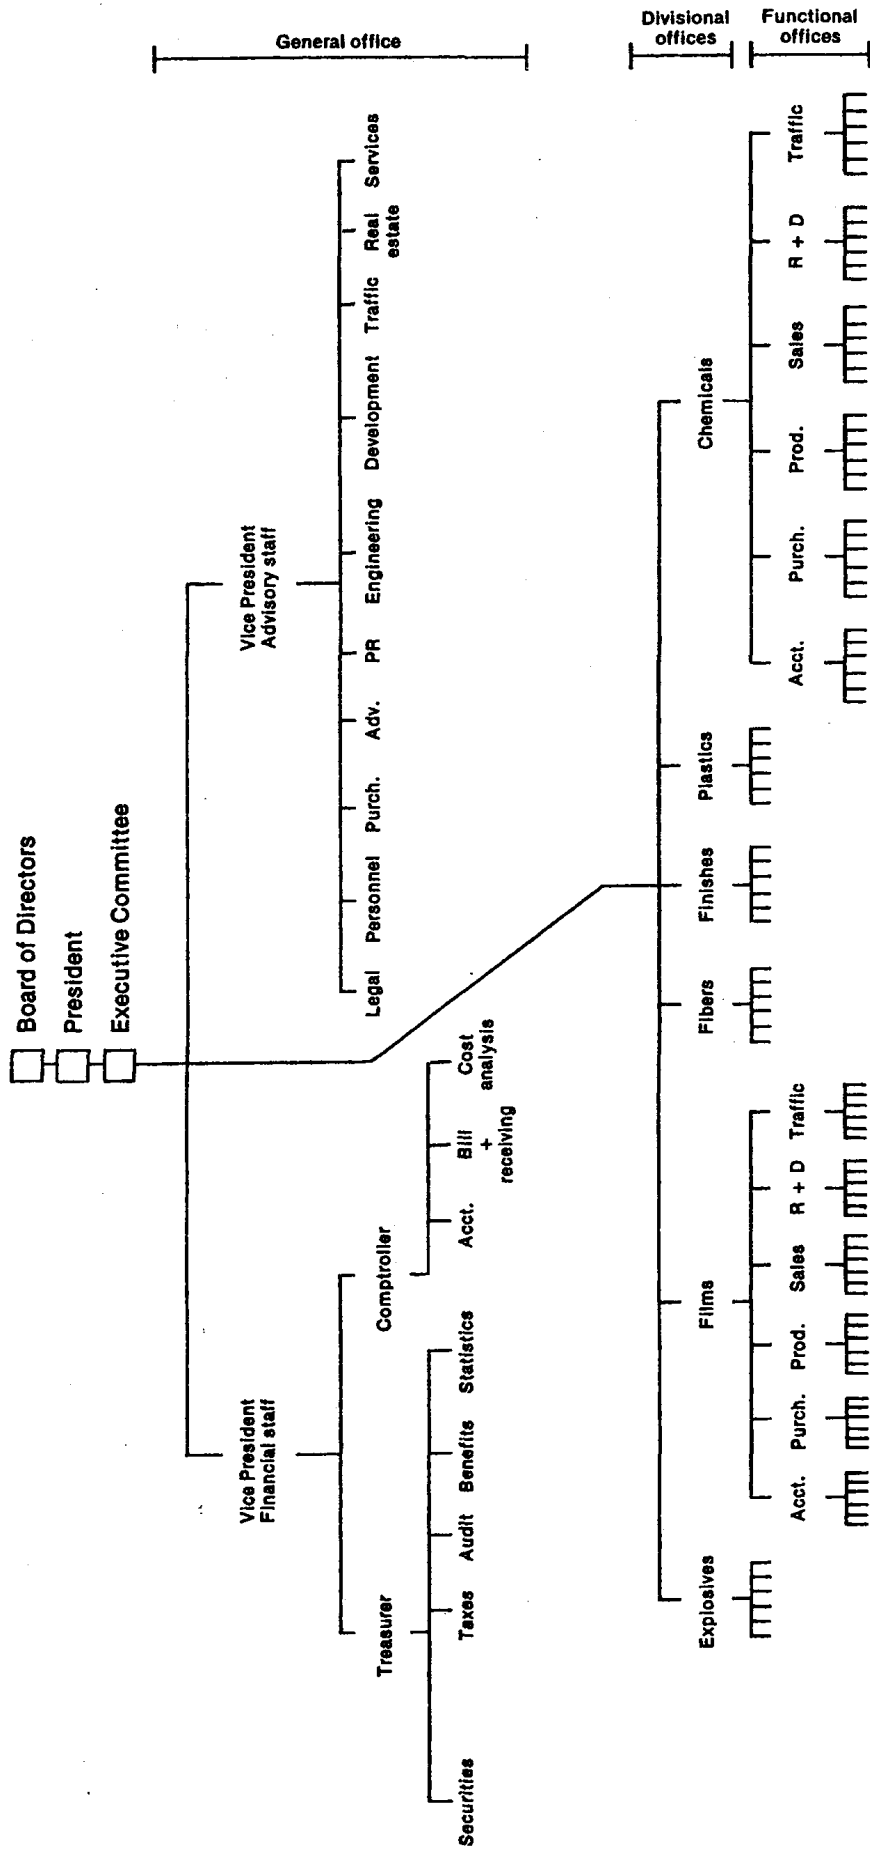 Board of Directors
President
Executive Committee
General office
Vice President
Financial staff
Vice President
Advisory staff
Treasurer
Comptroller
Legal
Personnel
Purch.
Adv.
PR
Engineering
Development
Traffic
Real
estate
Services
Securities
Taxes
Audit
Benefits
Statistics
Acct.
Bill
+
receiving
Cost
analysis
Divisional
offices
Explosives
Films
Fibers
Finishes
Plastics
Chemicals
Functional
offices
Acct.
Purch.
Prod.
Sales
R + D
Traffic
Acct.
Purch.
Prod.
Sales
R + D
Traffic